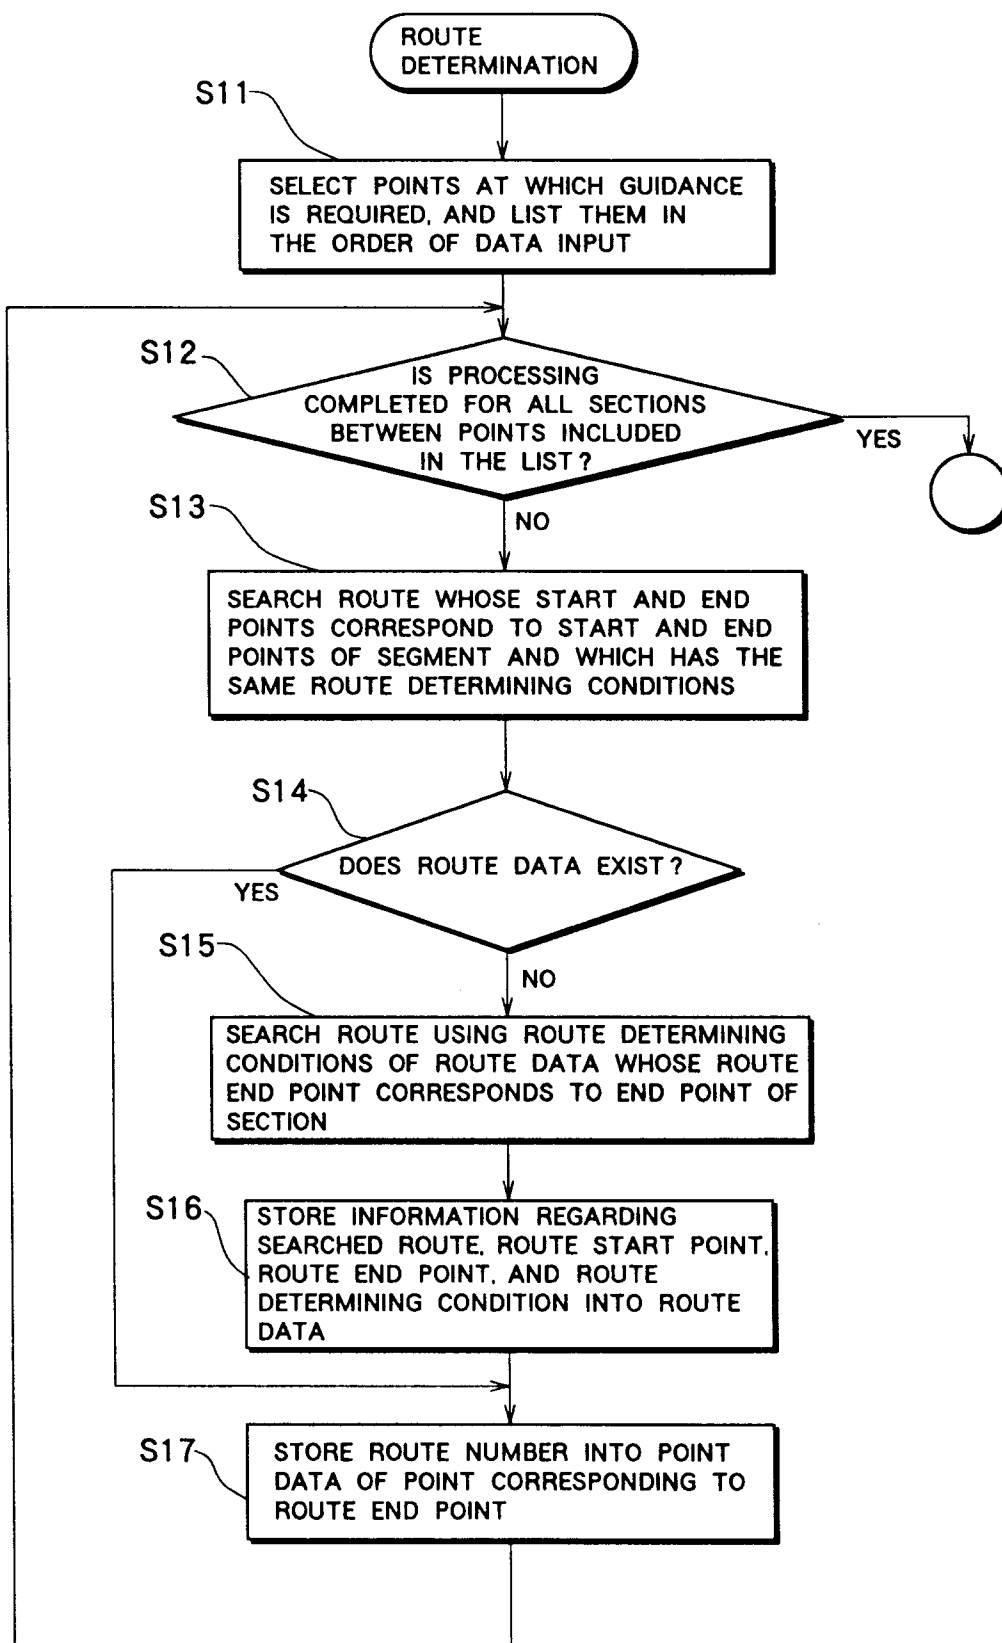 ROUTE
DETERMINATION
S11
SELECT POINTS AT WHICH GUIDANCE
IS REQUIRED, AND LIST THEM IN
THE ORDER OF DATA INPUT
S12
IS PROCESSING
COMPLETED FOR ALL SECTIONS
BETWEEN POINTS INCLUDED
IN THE LIST?
YES
NO
S13
SEARCH ROUTE WHOSE START AND END
POINTS CORRESPOND TO START AND END
POINTS OF SEGMENT AND WHICH HAS THE
SAME ROUTE DETERMINING CONDITIONS
S14
DOES ROUTE DATA EXIST?
YES
NO
S15
SEARCH ROUTE USING ROUTE DETERMINING
CONDITIONS OF ROUTE DATA WHOSE ROUTE
END POINT CORRESPONDS TO END POINT OF
SECTION
S16
STORE INFORMATION REGARDING
SEARCHED ROUTE, ROUTE START POINT,
ROUTE END POINT, AND ROUTE
DETERMINING CONDITION INTO ROUTE
DATA
S17
STORE ROUTE NUMBER INTO POINT
DATA OF POINT CORRESPONDING TO
ROUTE END POINT